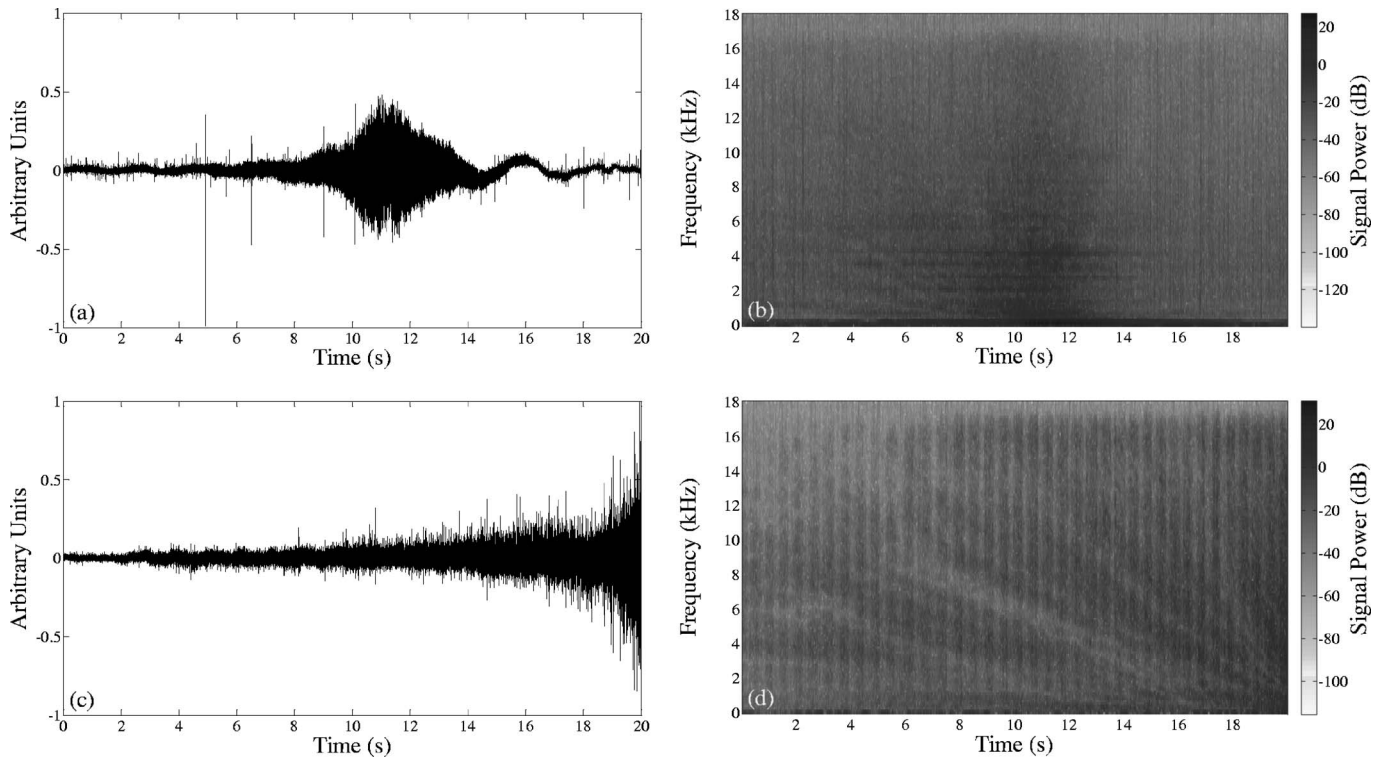 1
0.5
0
-0.5
-1
Arbitrary Units
(a)
0 2 4 6 8 10 12 14 16 18 20
Time (s)
18
16
14
12
10
8
6
4
2
0
Frequency (kHz)
(b)
2 4 6 8 10 12 14 16 18
Time (s)
20
0
-20
-40
-60
-80
-100
-120
Signal Power (dB)
1
0.5
0
-0.5
-1
Arbitrary Units
(c)
0 2 4 6 8 10 12 14 16 18 20
Time (s)
18
16
14
12
10
8
6
4
2
0
Frequency (kHz)
(d)
2 4 6 8 10 12 14 16 18
Time (s)
20
0
-20
-40
-60
-80
-100
Signal Power (dB)